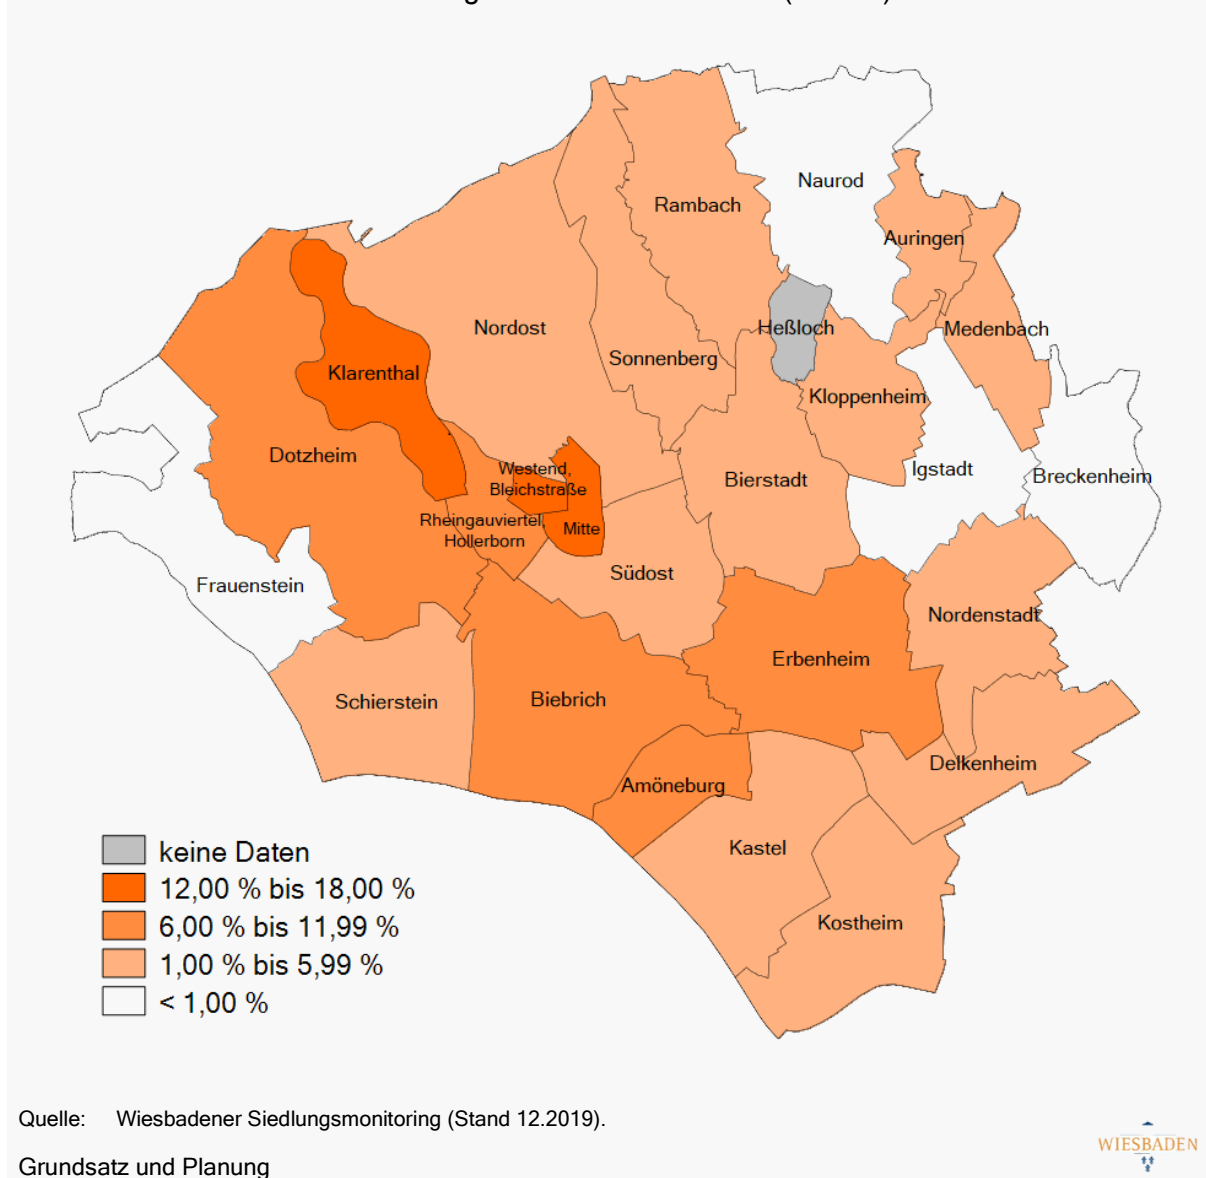 Naurod
Rambach
Auringen
Nordost
Heßloch
Medenbach
Sonnenberg
Klarenthal
Kloppenheim
Dotzheim
Westend,
Bleichstraße
Igstadt
Breckenheim
Bierstadt
Rheingauviertel,
Hollerborn
Mitte
Südost
Frauenstein
Nordenstadt
Erbenheim
Schierstein
Biebrich
Delkenheim
Amöneburg
Kastel
Kostheim
keine Daten
12,00 % bis 18,00 %
6,00 % bis 11,99 %
1,00 % bis 5,99 %
< 1,00 %
Quelle: Wiesbadener Siedlungsmonitoring (Stand 12.2019).
WIESBADEN
Grundsatz und Planung